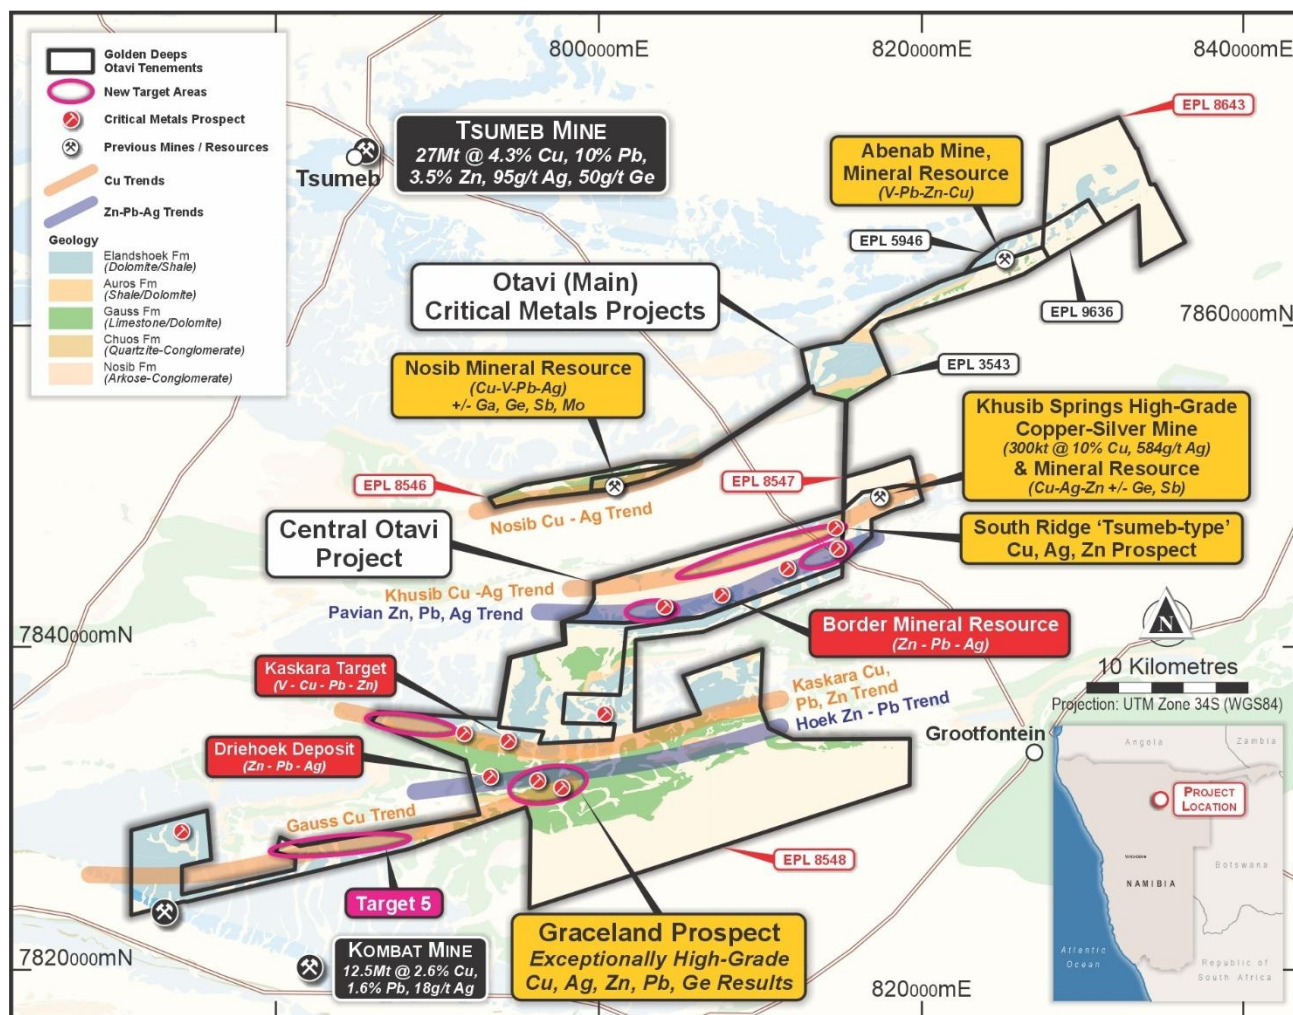 800000mE
820000mE
840000mE
Golden Deeps
Otavi Tenements
New Target Areas
Critical Metals Prospect
Previous Mines / Resources
Cu Trends
Zn-Pb-Ag Trends
Geology
Elandshoek Fm
(Dolomite/Shale)
Auros Fm
(Shale/Dolomite)
Gauss Fm
(Limestone/Dolomite)
Chuos Fm
(Quartzite-Conglomerate)
Nosib Fm
(Arkose-Conglomerate)
Tsumeb
TSUMEB MINE
27Mt @ 4.3% Cu, 10% Pb,
3.5% Zn, 95g/t Ag, 50g/t Ge
EPL 8643
Abenab Mine,
Mineral Resource
(V-Pb-Zn-Cu)
EPL 5946
EPL 9636
7860000mN
Otavi (Main)
Critical Metals Projects
EPL 3543
Nosib Mineral Resource
(Cu-V-Pb-Ag)
+/- Ga, Ge, Sb, Mo
Khusib Springs High-Grade
Copper-Silver Mine
(300kt @ 10% Cu, 584g/t Ag)
& Mineral Resource
(Cu-Ag-Zn +/- Ge, Sb)
EPL 8546
EPL 8547
Nosib Cu - Ag Trend
Central Otavi
Project
South Ridge ‘Tsumeb-type’
Cu, Ag, Zn Prospect
Khusib Cu -Ag Trend
Pavian Zn, Pb, Ag Trend
Border Mineral Resource
(Zn - Pb - Ag)
7840000mN
N
10 Kilometres
Projection: UTM Zone 34S (WGS84)
Kaskara Target
(V - Cu - Pb - Zn)
Kaskara Cu,
Pb, Zn Trend
Hoek Zn - Pb Trend
Grootfontein
Driehoek Deposit
(Zn - Pb - Ag)
Gauss Cu Trend
EPL 8548
Target 5
Graceland Prospect
Exceptionally High-Grade
Cu, Ag, Zn, Pb, Ge Results
KOMBAT MINE
12.5Mt @ 2.6% Cu,
1.6% Pb, 18g/t Ag
7820000mN
820000mE
Angola
Zambia
PROJECT
LOCATION
NAMIBIA
Botswana
Atlantic
Ocean
Republic of
South Africa